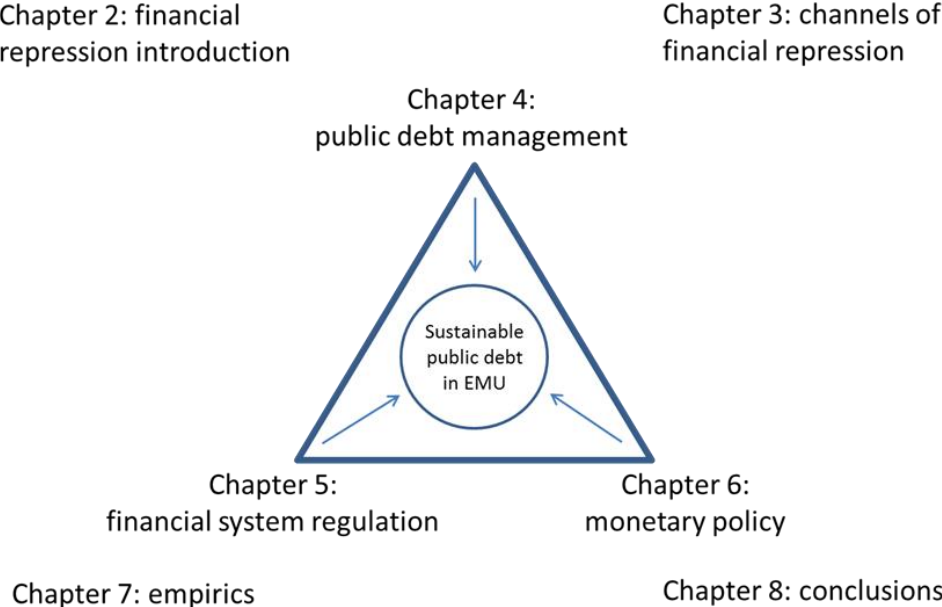 Chapter 2: financial
repression introduction
Chapter 3: channels of
financial repression
Chapter 4:
public debt management
Sustainable
public debt
in EMU
Chapter 5:
financial system regulation
Chapter 6:
monetary policy
Chapter 7: empirics
Chapter 8: conclusions